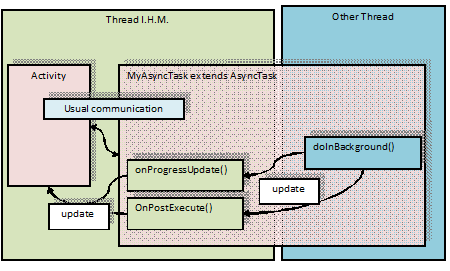 Thread I.H.M.
Other Thread
Activity
MyAsyncTask extends AsyncTask
Usual communication
doInBackground()
onProgressUpdate()
update
OnPostExecute()
update